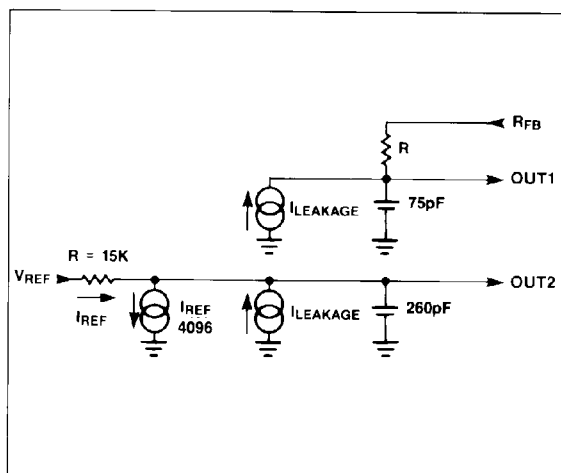 RFB
R
OUT1
ILEAKAGE
75pF
R = 15K
VREF
OUT2
IREF
IREF
4096
ILEAKAGE
260pF